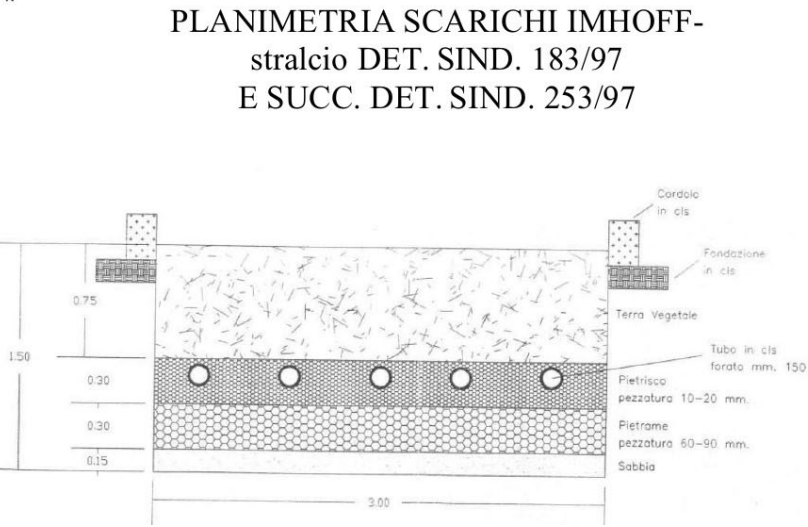 PLANIMETRIA SCARICHI IMHOFF-
stralcio DET. SIND. 183/97
E SUCC. DET. SIND. 253/97
Cordolo
in cls
Fondazione
in cls
0.75
Terra Vegetale
1.50
Tubo in cls
forato mm. 150
0.30
Pietrisco
pezzatura 10-20 mm.
0.30
Pietrame
pezzatura 60-90 mm.
0.15
Sabbia
3.00